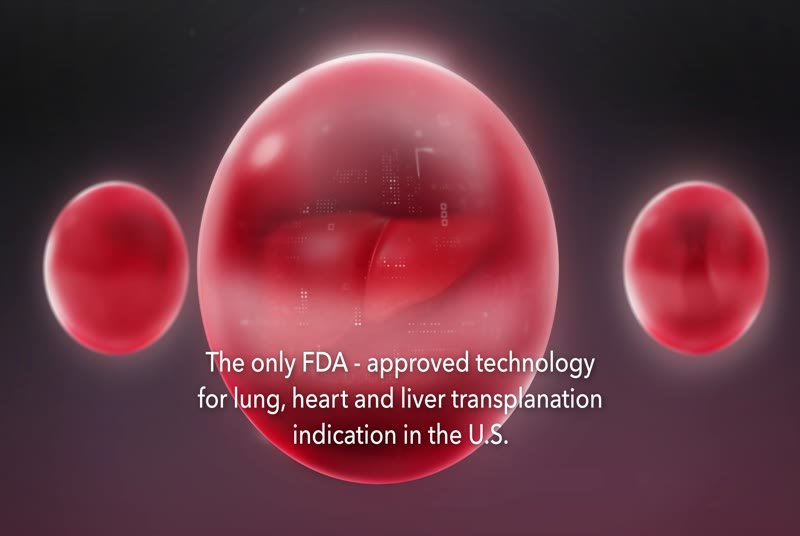 The only FDA - approved technology
for lung, heart and liver transplanation
indication in the U.S.